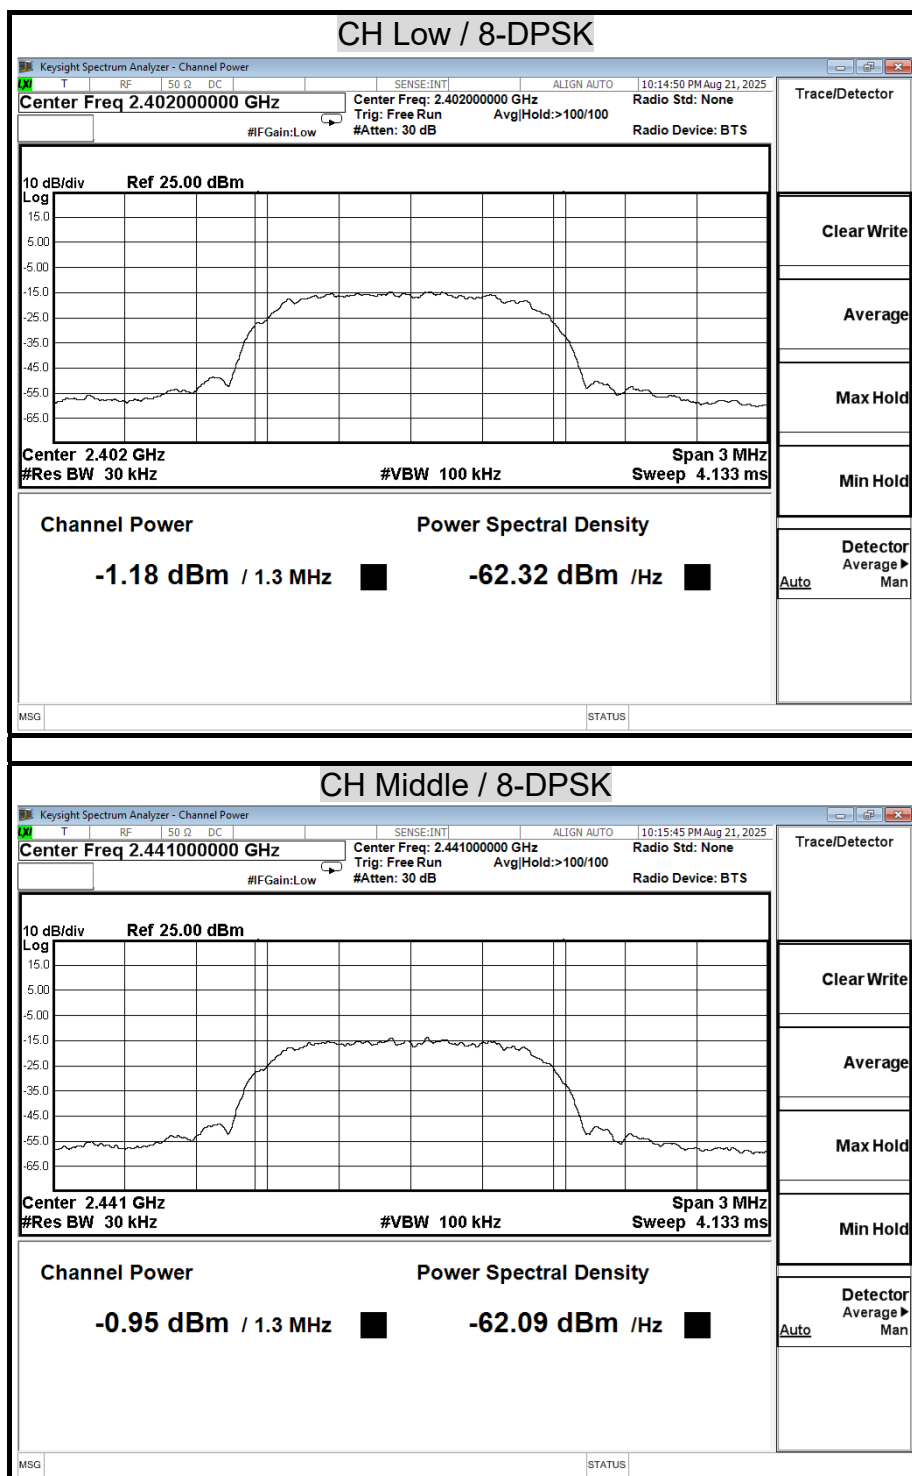 CH Low / 8-DPSK
Keysight Spectrum Analyzer - Channel Power
LXI T RF 50 Ω DC SENSE:INT ALIGN AUTO 10:14:50 PM Aug 21, 2025
Center Freq 2.402000000 GHz
Center Freq: 2.402000000 GHz
Radio Std: None
Trig: Free Run Avg|Hold:>100/100
#IFGain:Low #Atten: 30 dB Radio Device: BTS
Trace/Detector
10 dB/div Ref 25.00 dBm
Log
15.0
5.00
-5.00
-15.0
-25.0
-35.0
-45.0
-55.0
-65.0
Center 2.402 GHz Span 3 MHz
#Res BW 30 kHz #VBW 100 kHz Sweep 4.133 ms
Clear Write
Average
Max Hold
Min Hold
Detector
Average
Auto Man
Channel Power Power Spectral Density
-1.18 dBm / 1.3 MHz -62.32 dBm /Hz
MSG STATUS
CH Middle / 8-DPSK
Keysight Spectrum Analyzer - Channel Power
LXI T RF 50 Ω DC SENSE:INT ALIGN AUTO 10:15:45 PM Aug 21, 2025
Center Freq 2.441000000 GHz
Center Freq: 2.441000000 GHz
Radio Std: None
Trig: Free Run Avg|Hold:>100/100
#IFGain:Low #Atten: 30 dB Radio Device: BTS
Trace/Detector
10 dB/div Ref 25.00 dBm
Log
15.0
5.00
-5.00
-15.0
-25.0
-35.0
-45.0
-55.0
-65.0
Center 2.441 GHz Span 3 MHz
#Res BW 30 kHz #VBW 100 kHz Sweep 4.133 ms
Clear Write
Average
Max Hold
Min Hold
Detector
Average
Auto Man
Channel Power Power Spectral Density
-0.95 dBm / 1.3 MHz -62.09 dBm /Hz
MSG STATUS